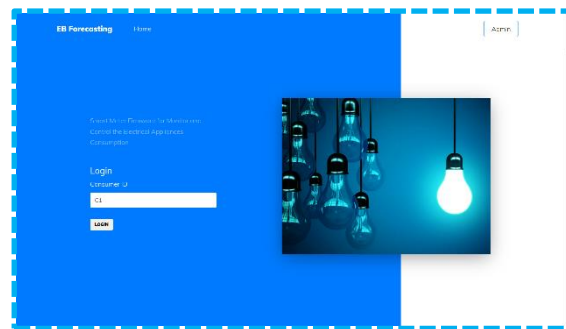 EB Forecasting Home Admin
Control the Electrical Appliances
Consumption
Login
Consumer ID
C1
LOGIN